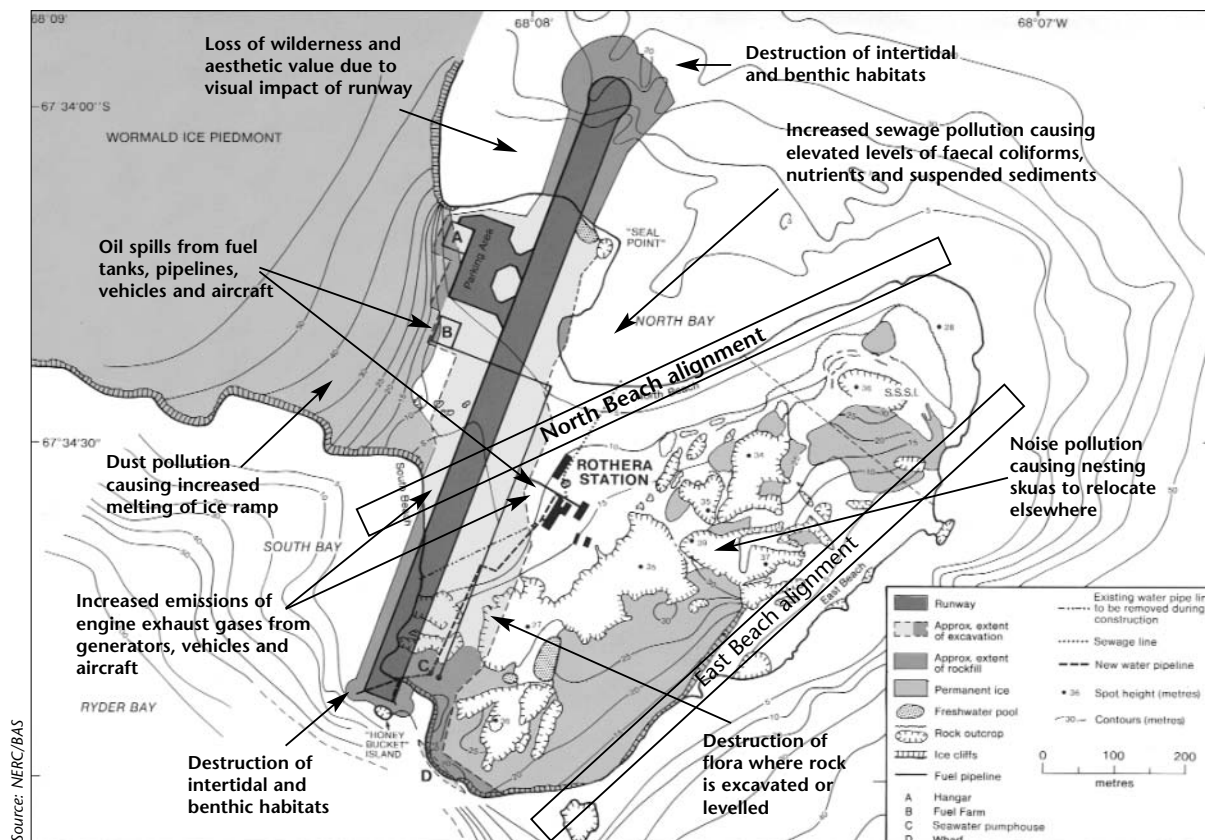 68°09'
68°08'
68°07'W
Loss of wilderness and
aesthetic value due to
visual impact of runway
Destruction of intertidal
and benthic habitats
67°34'00"S
WORMALD ICE PIEDMONT
Increased sewage pollution causing
elevated levels of faecal coliforms,
nutrients and suspended sediments
Oil spills from fuel
tanks, pipelines,
vehicles and aircraft
A
Parking Area
B
"SEAL
POINT"
NORTH BAY
North Beach alignment
North Beach
S.S.S.I.
67°34'30"
Dust pollution
causing increased
melting of ice ramp
South Beach
SOUTH BAY
ROTHERA
STATION
Noise pollution
causing nesting
skuas to relocate
elsewhere
East Beach alignment
East Beach
Increased emissions of
engine exhaust gases from
generators, vehicles and
aircraft
C
RYDER BAY
"HONEY
BUCKET"
ISLAND
D
Destruction of
intertidal and
benthic habitats
Destruction of
flora where rock
is excavated or
levelled
Runway
Approx. extent
of excavation
Approx. extent
of rockfill
Permanent ice
Freshwater pool
Rock outcrop
Ice cliffs
Fuel pipeline
A Hangar
B Fuel Farm
C Seawater pumphouse
D Wharf
Existing water pipe
to be removed during
construction
Sewage line
New water pipeline
• 36 Spot height (metres)
30 Contours (metres)
0 100 200
metres
Source: NERC/BAS